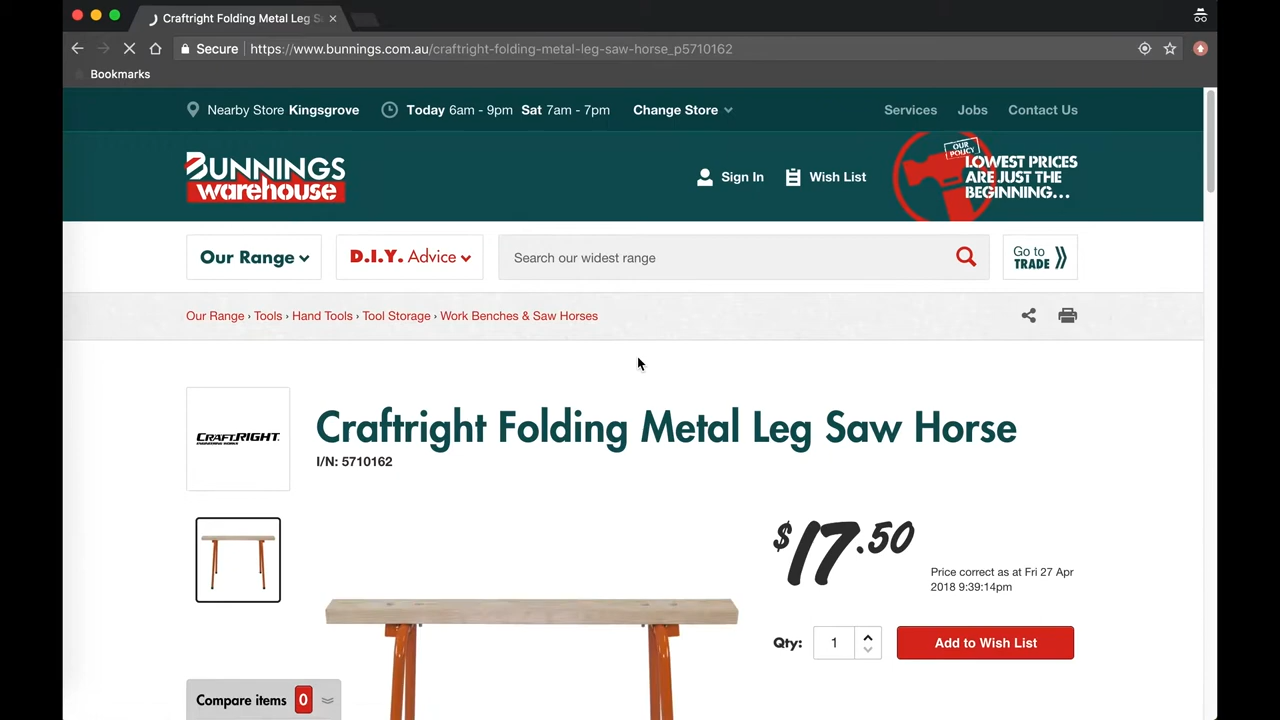 Craftright Folding Metal Leg S
Secure https://www.bunnings.com.au/craftright-folding-metal-leg-saw-horse_p5710162
Bookmarks
Nearby Store Kingsgrove Today 6am - 9pm Sat 7am - 7pm Change Store Services Jobs Contact Us
BUNNINGS
warehouse
Sign In Wish List
OUR
POLICY
LOWEST PRICES
ARE JUST THE
BEGINNING...
Our Range D.I.Y. Advice Search our widest range
Go to
TRADE
Our Range › Tools › Hand Tools › Tool Storage › Work Benches & Saw Horses
CRAFTRIGHT
Craftright Folding Metal Leg Saw Horse
I/N: 5710162
$17.50
Price correct as at Fri 27 Apr
2018 9:39:14pm
Qty: 1 Add to Wish List
Compare items 0